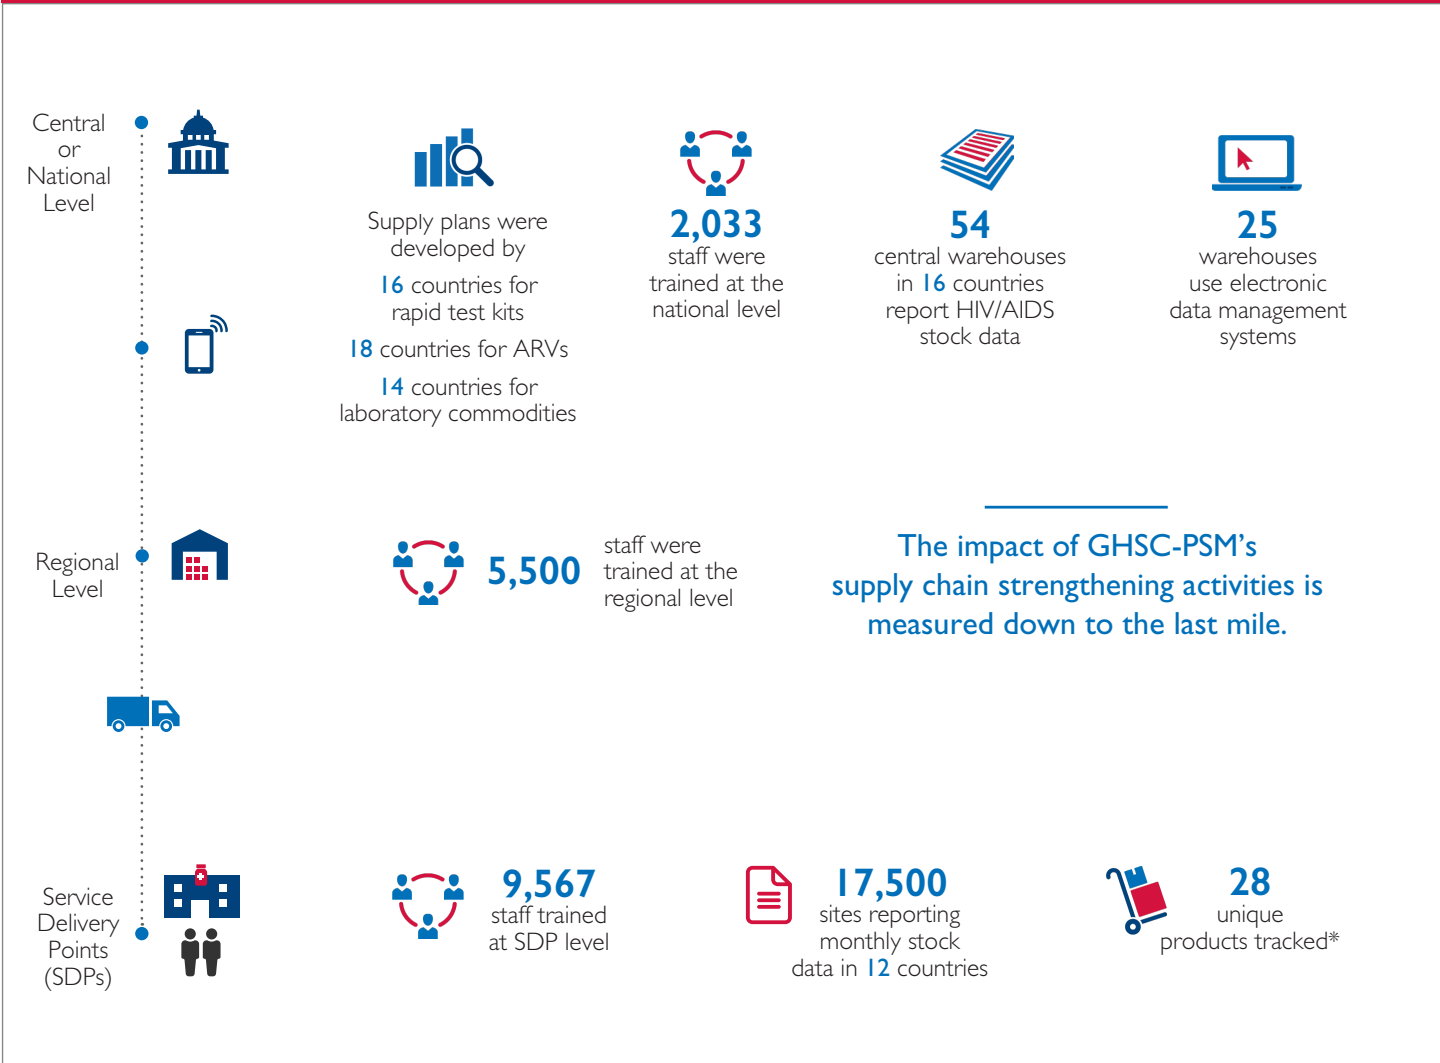 Central
or
National
Level
Supply plans were
developed by
16 countries for
rapid test kits
18 countries for ARVs
14 countries for
laboratory commodities
2,033
staff were
trained at the
national level
54
central warehouses
in 16 countries
report HIV/AIDS
stock data
25
warehouses
use electronic
data management
systems
Regional
Level
5,500
staff were
trained at the
regional level
The impact of GHSC-PSM's
supply chain strengthening activities is
measured down to the last mile.
Service
Delivery
Points
(SDPs)
9,567
staff trained
at SDP level
17,500
sites reporting
monthly stock
data in 12 countries
28
unique
products tracked*